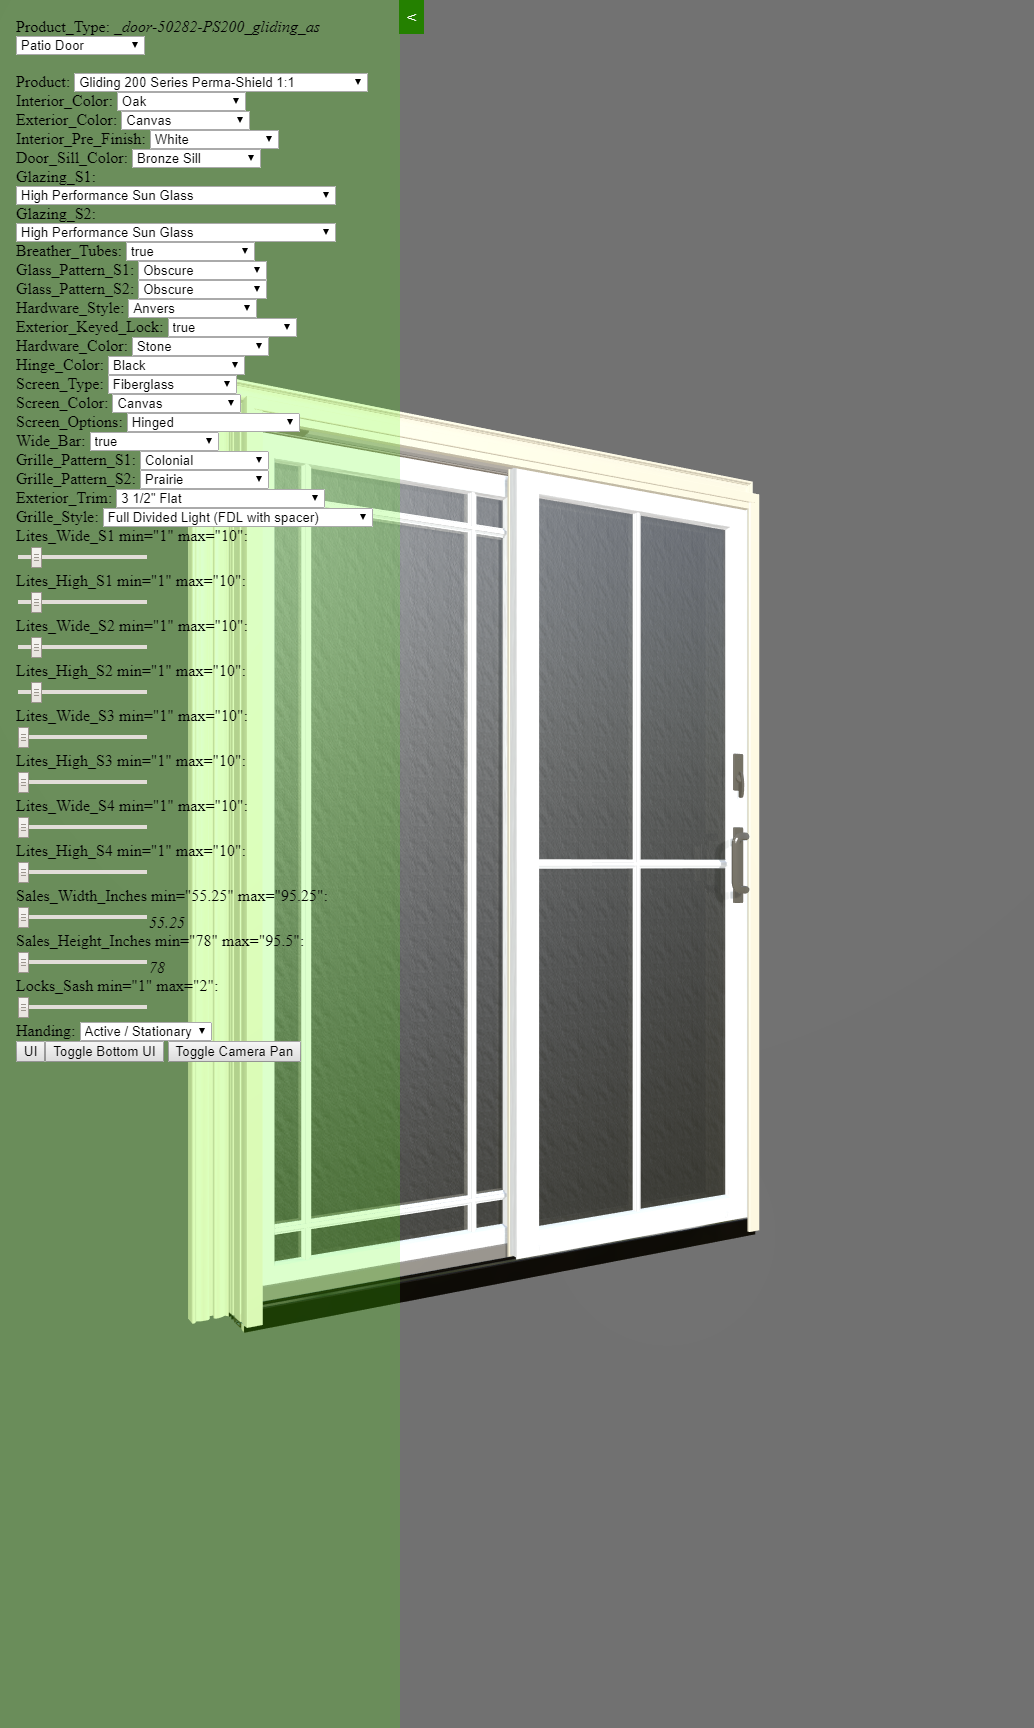 Product_Type: _door-50282-PS200_gliding_as
<
Patio Door
Product: Gliding 200 Series Perma-Shield 1:1
Interior_Color: Oak
Exterior_Color: Canvas
Interior_Pre_Finish: White
Door_Sill_Color: Bronze Sill
Glazing_S1:
High Performance Sun Glass
Glazing_S2:
High Performance Sun Glass
Breather_Tubes: true
Glass_Pattern_S1: Obscure
Glass_Pattern_S2: Obscure
Hardware_Style: Anvers
Exterior_Keyed_Lock: true
Hardware_Color: Stone
Hinge_Color: Black
Screen_Type: Fiberglass
Screen_Color: Canvas
Screen_Options: Hinged
Wide_Bar: true
Grille_Pattern_S1: Colonial
Grille_Pattern_S2: Prairie
Exterior_Trim: 3 1/2" Flat
Grille_Style: Full Divided Light (FDL with spacer)
Lites_Wide_S1 min="1" max="10":
Lites_High_S1 min="1" max="10":
Lites_Wide_S2 min="1" max="10":
Lites_High_S2 min="1" max="10":
Lites_Wide_S3 min="1" max="10":
Lites_High_S3 min="1" max="10":
Lites_Wide_S4 min="1" max="10":
Lites_High_S4 min="1" max="10":
Sales_Width_Inches min="55.25" max="95.25":
55.25
Sales_Height_Inches min="78" max="95.5":
78
Locks_Sash min="1" max="2":
Handing: Active / Stationary
UI Toggle Bottom UI Toggle Camera Pan